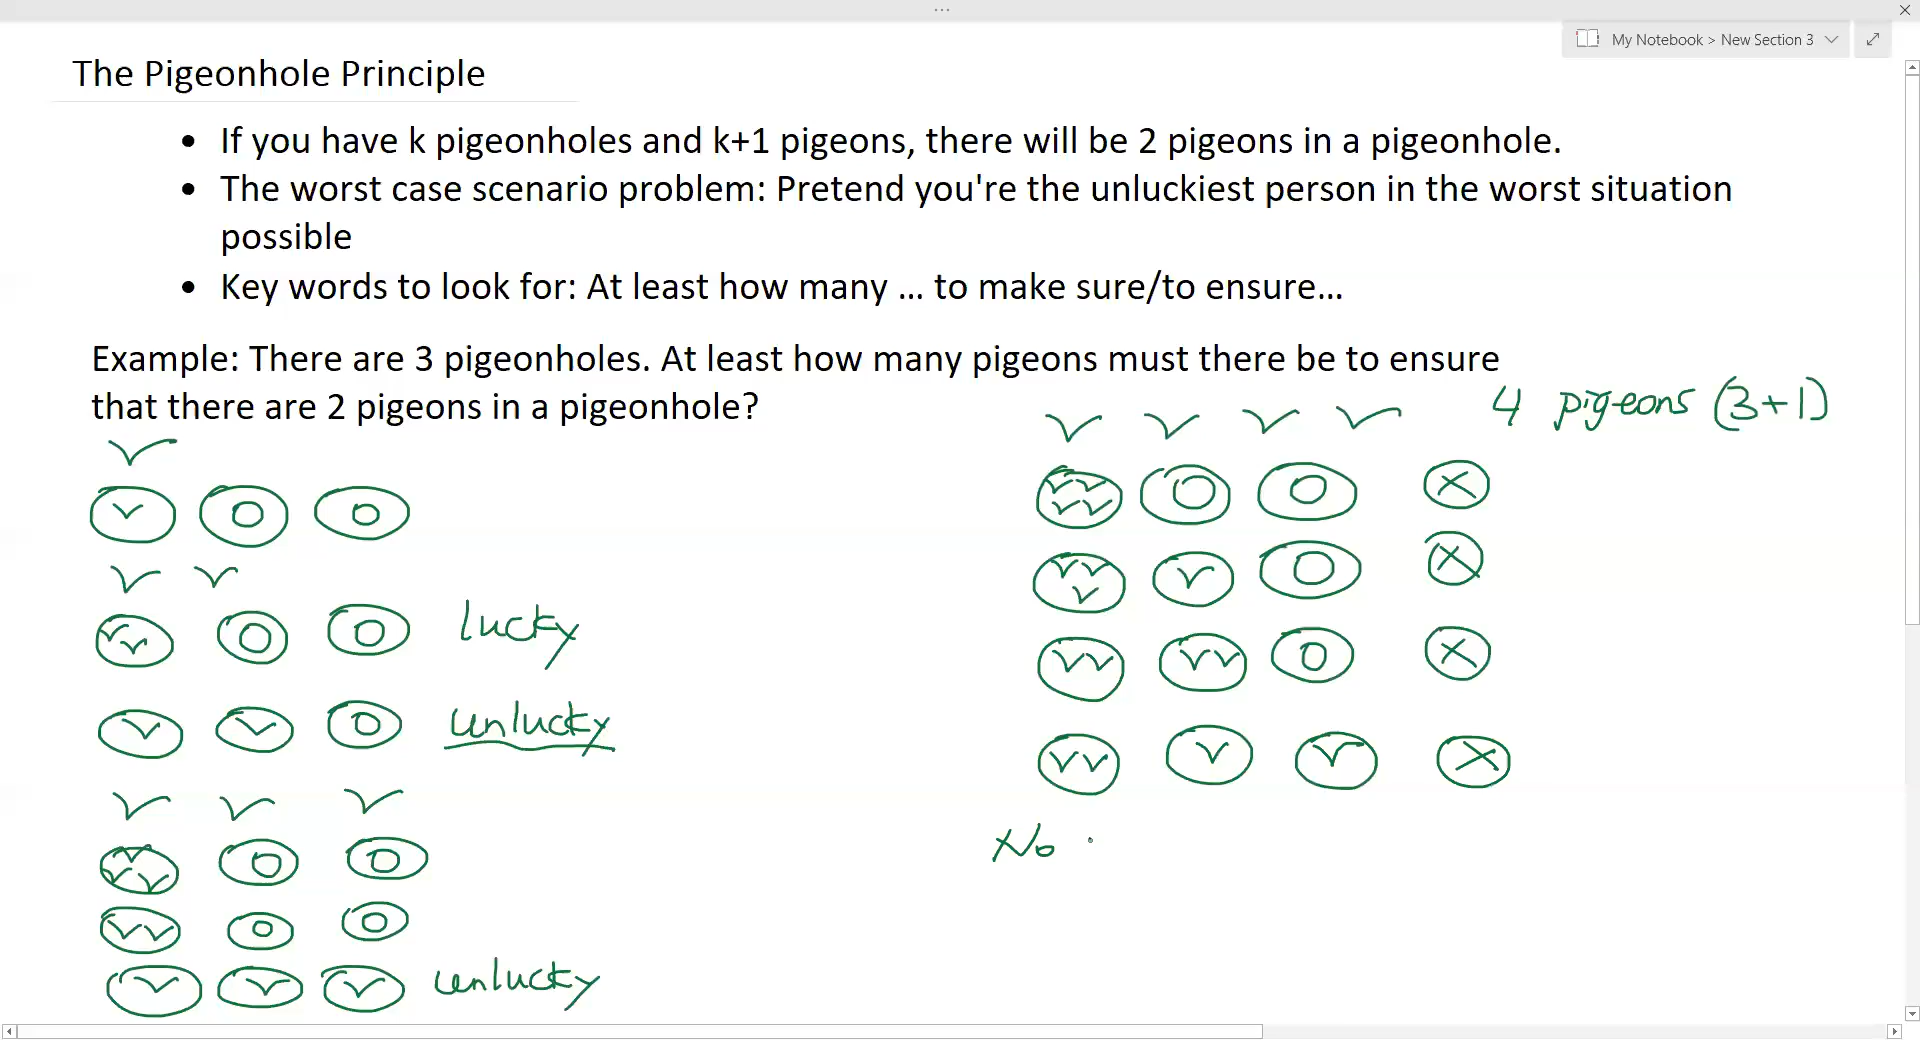 My Notebook > New Section 3
The Pigeonhole Principle
• If you have k pigeonholes and k+1 pigeons, there will be 2 pigeons in a pigeonhole.
• The worst case scenario problem: Pretend you're the unluckiest person in the worst situation
possible
• Key words to look for: At least how many ... to make sure/to ensure...
Example: There are 3 pigeonholes. At least how many pigeons must there be to ensure
that there are 2 pigeons in a pigeonhole?
4 pigeons (3+1)
lucky
unlucky
unlucky
No